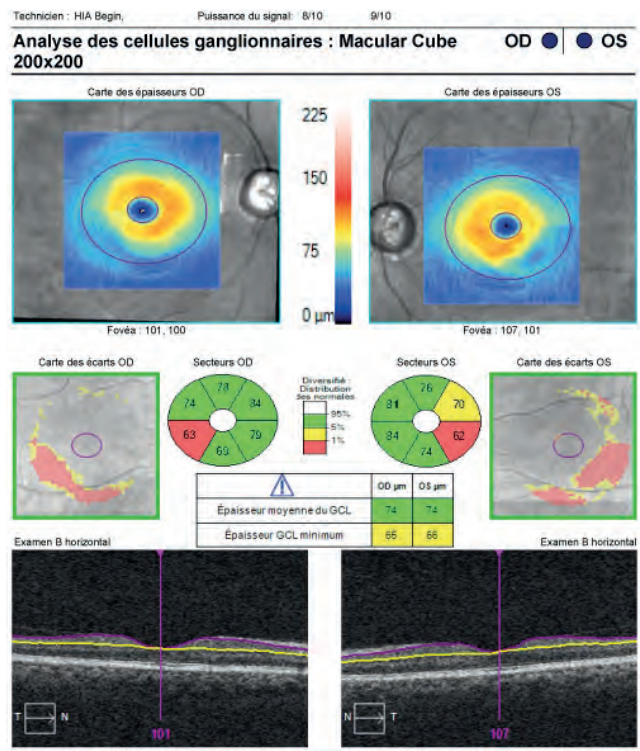 Technicien : HIA Begin, Puissance du signal: 8/10 9/10
Analyse des cellules ganglionnaires : Macular Cube 200x200 OD OS
Carte des épaisseurs OD Carte des épaisseurs OS
225
150
75
0 µm
Fovéa : 101, 100 Fovéa : 107, 101
Carte des écarts OD Secteurs OD Secteurs OS Carte des écarts OS
Diversifié :
Distribution
des normales
95%
5%
1%
78
74 84
63 79
69
76
81 70
84 62
74
OD µm OS µm
Épaisseur moyenne du GCL 74 74
Épaisseur GCL minimum 66 66
Examen B horizontal Examen B horizontal
T N
101
N T
107